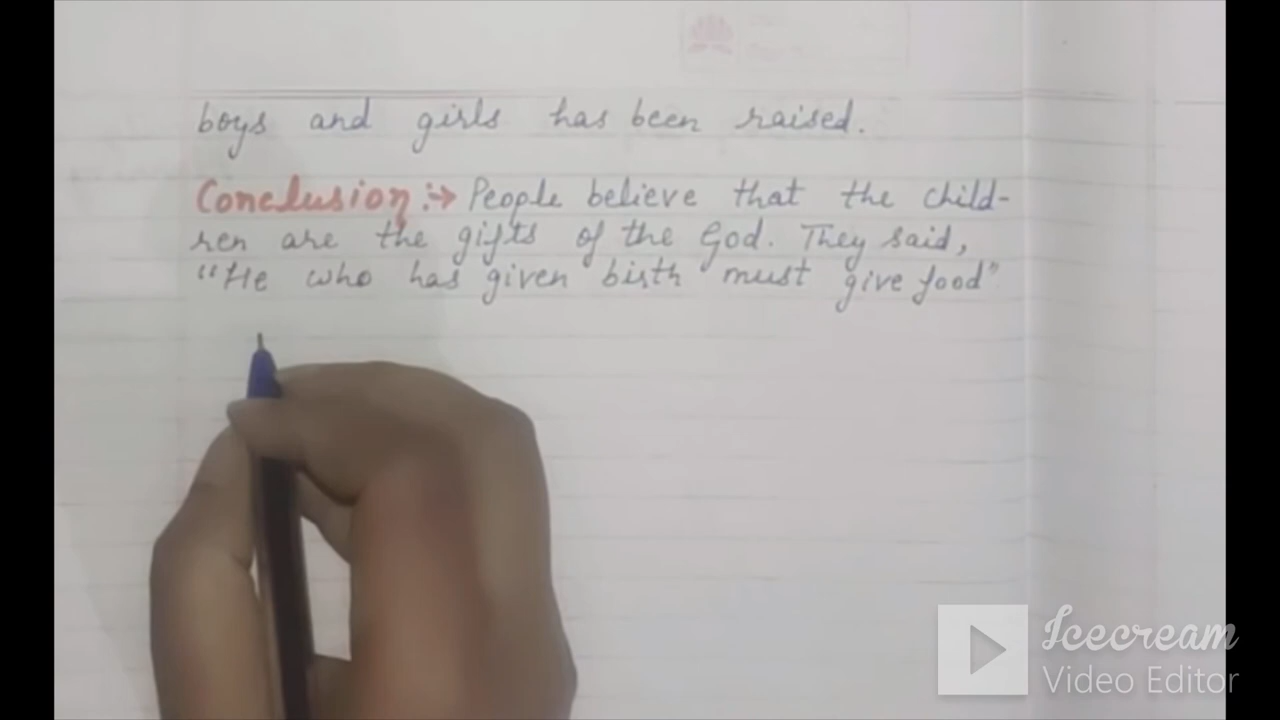 boys and girls has been raised.
Conclusion :→ People believe that the child-
ren are the gifts of the God. They said,
"He who has given birth must give food"
Icecream
Video Editor